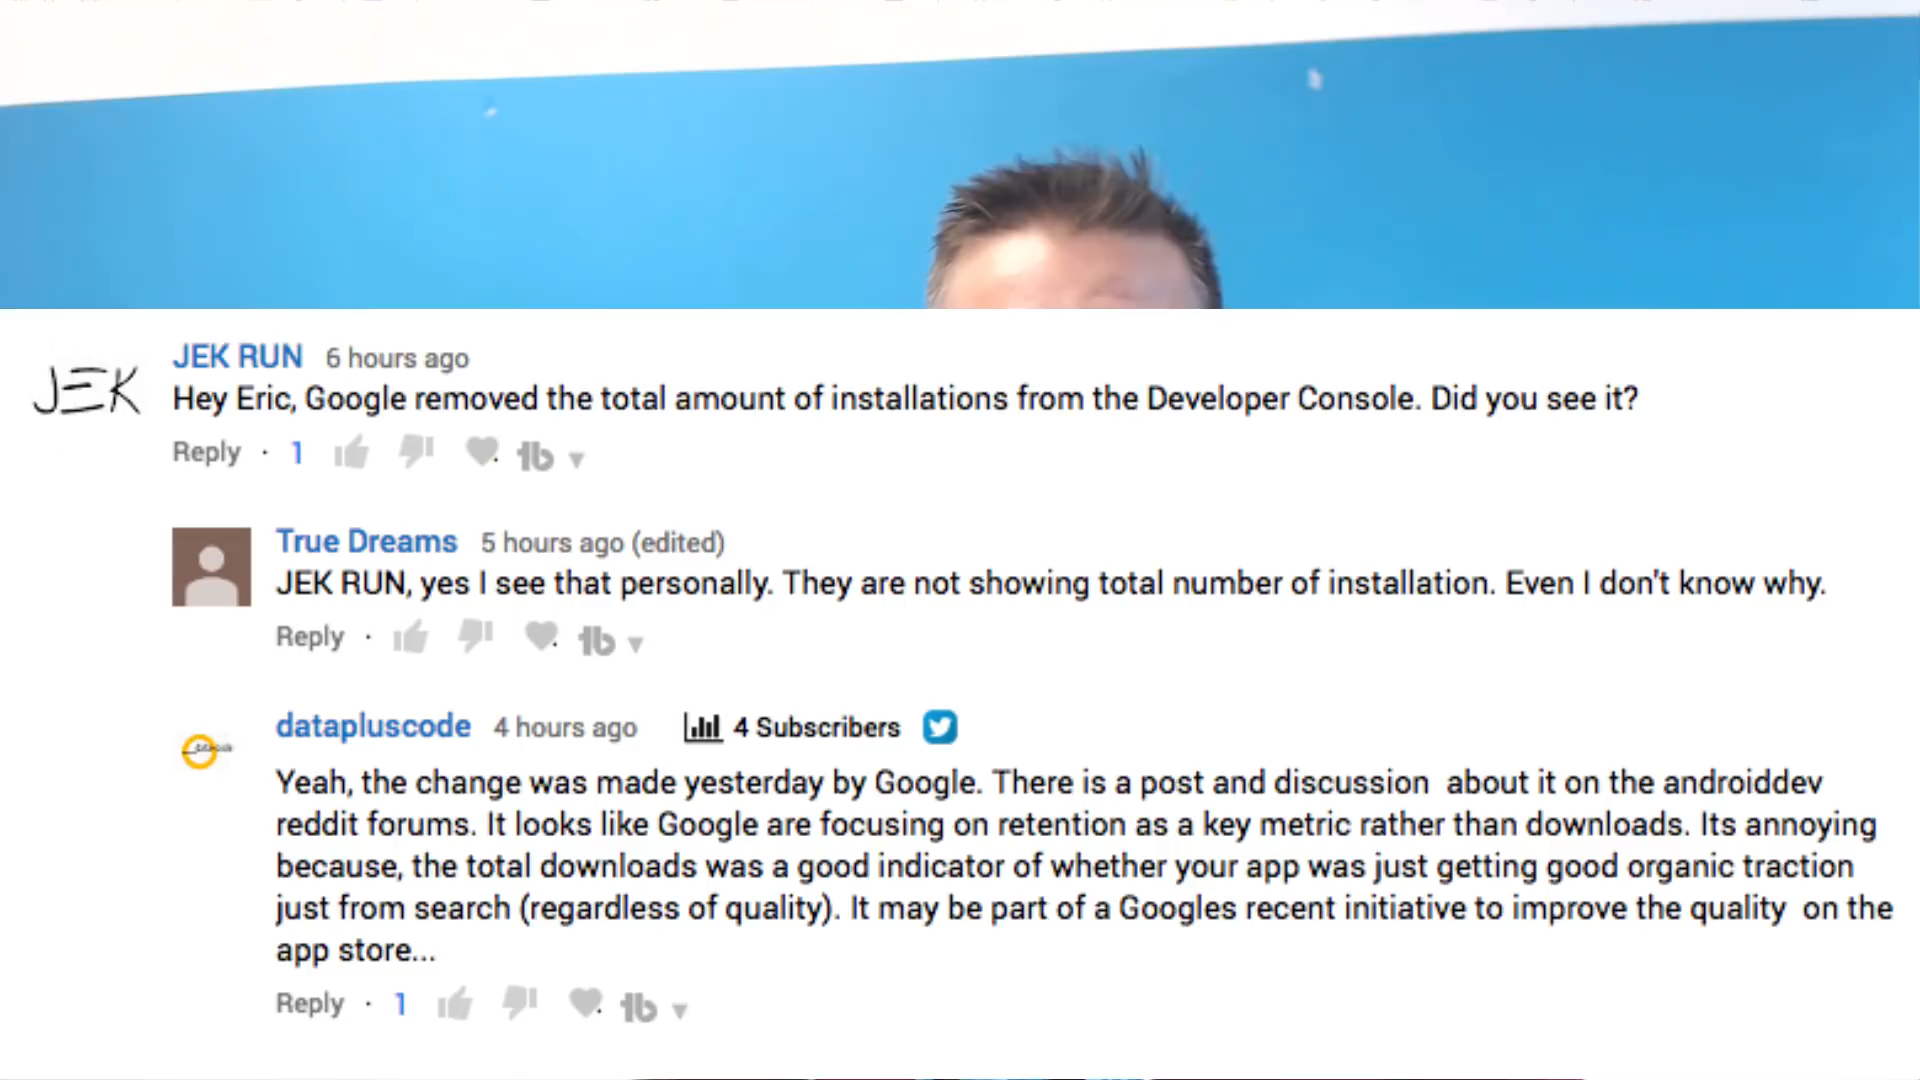 JEK
JEK RUN 6 hours ago
Hey Eric, Google removed the total amount of installations from the Developer Console. Did you see it?
Reply · 1
True Dreams 5 hours ago (edited)
JEK RUN, yes I see that personally. They are not showing total number of installation. Even I don't know why.
Reply ·
datapluscode 4 hours ago 4 Subscribers
Yeah, the change was made yesterday by Google. There is a post and discussion about it on the androiddev
reddit forums. It looks like Google are focusing on retention as a key metric rather than downloads. Its annoying
because, the total downloads was a good indicator of whether your app was just getting good organic traction
just from search (regardless of quality). It may be part of a Googles recent initiative to improve the quality on the
app store...
Reply · 1